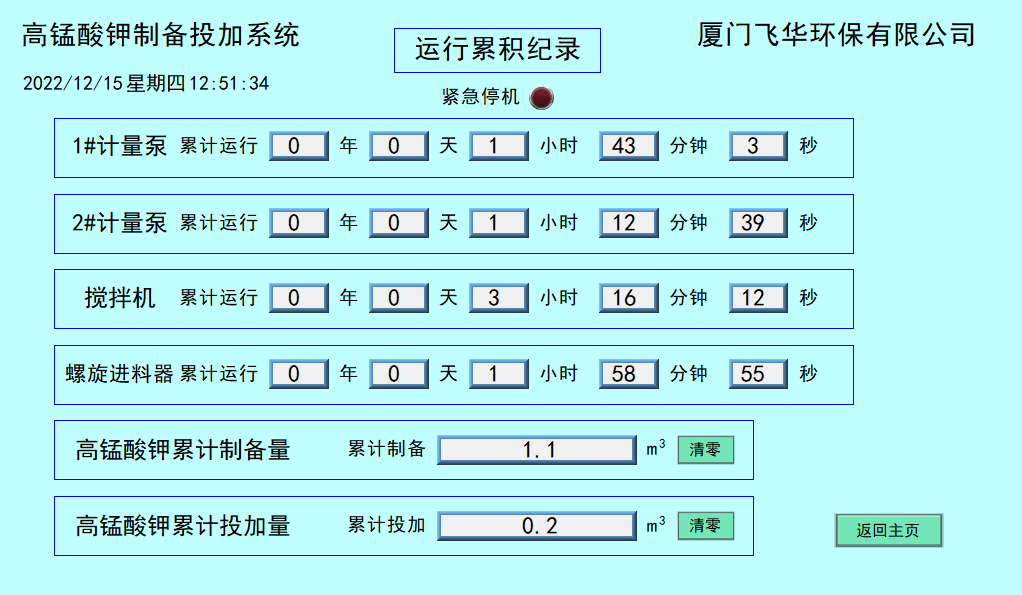 高锰酸钾制备投加系统
运行累积纪录
厦门飞华环保有限公司
2022/12/15 星期四 12:51:34
紧急停机
1#计量泵 累计运行 0 年 0 天 1 小时 43 分钟 3 秒
2#计量泵 累计运行 0 年 0 天 1 小时 12 分钟 39 秒
搅拌机 累计运行 0 年 0 天 3 小时 16 分钟 12 秒
螺旋进料器 累计运行 0 年 0 天 1 小时 58 分钟 55 秒
高锰酸钾累计制备量 累计制备 1.1 m³ 清零
高锰酸钾累计投加量 累计投加 0.2 m³ 清零
返回主页